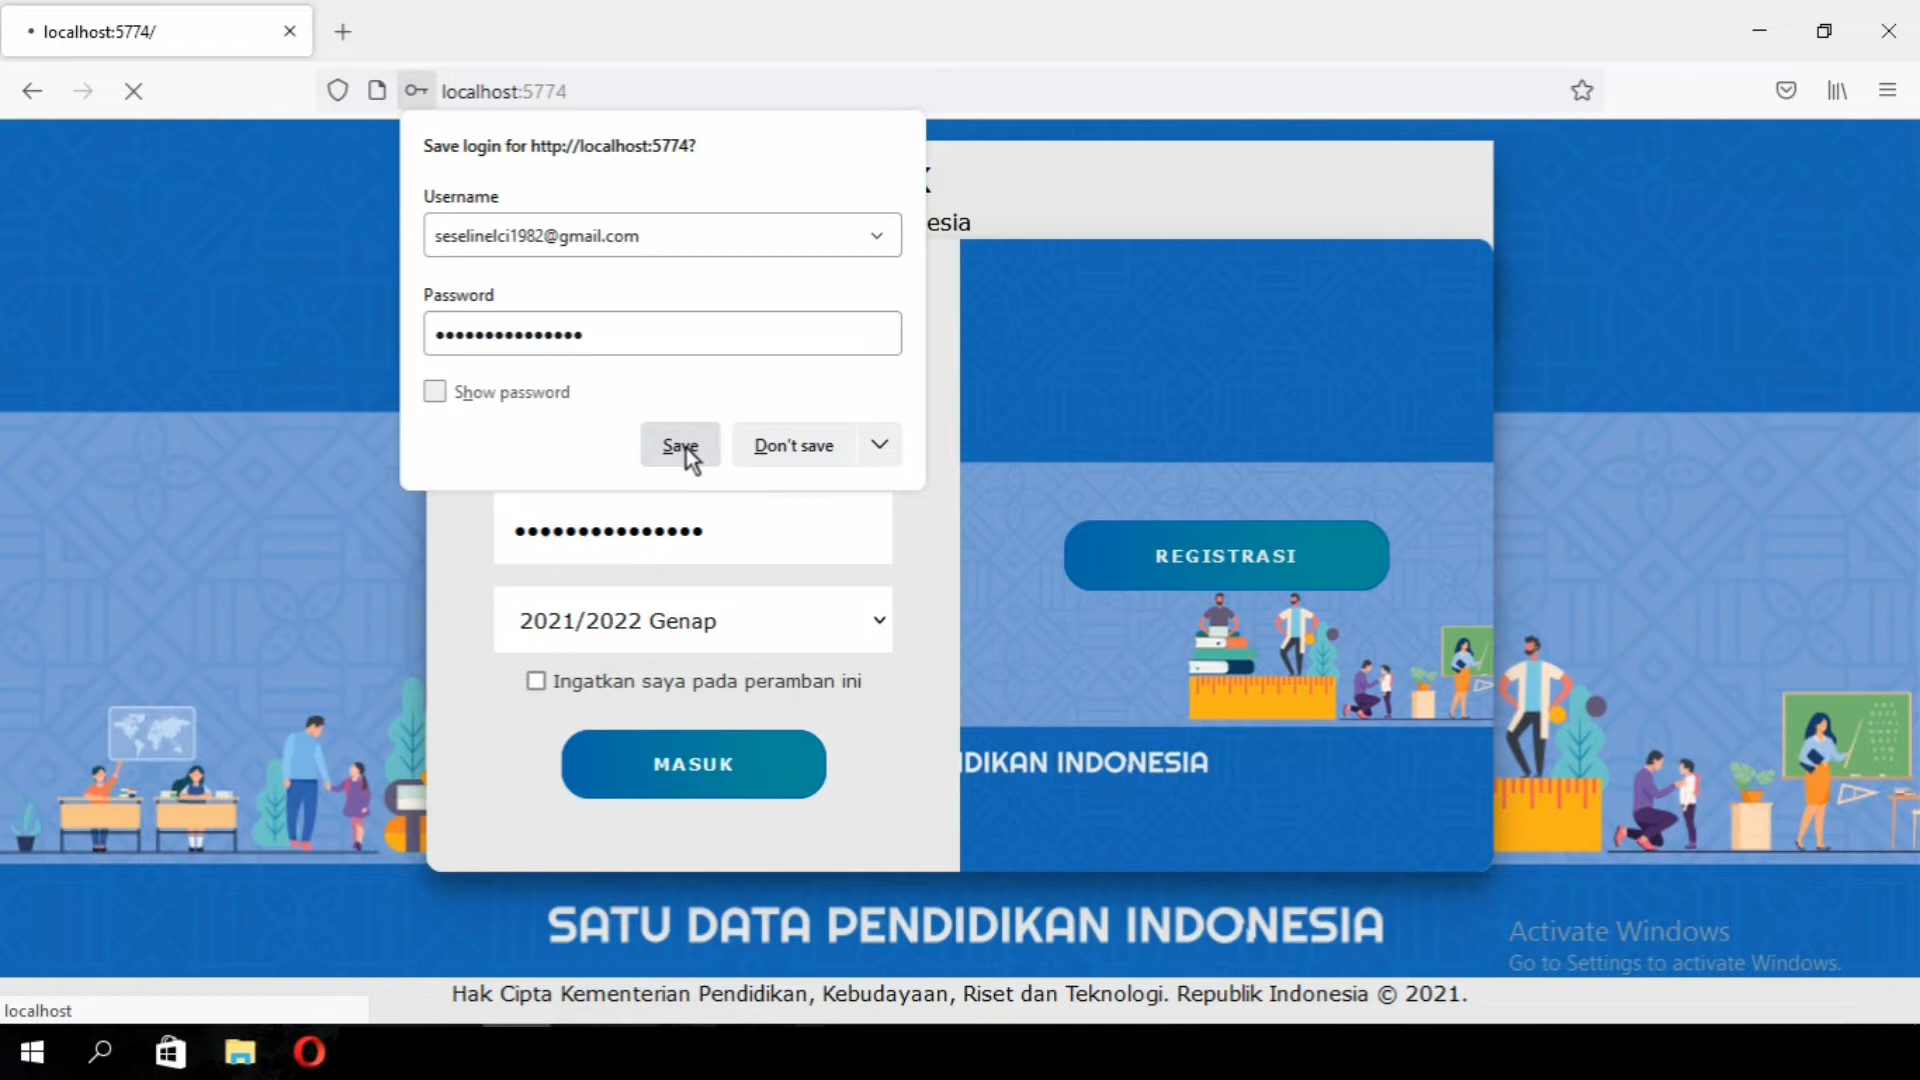 localhost:5774/
localhost:5774
Save login for http://localhost:5774?
Username
seselinelci1982@gmail.com
Password
•••••••••••••••
Show password
Save
Don't save
esia
•••••••••••••••
2021/2022 Genap
Ingatkan saya pada peramban ini
MASUK
REGISTRASI
IDIKAN INDONESIA
SATU DATA PENDIDIKAN INDONESIA
Activate Windows
Go to Settings to activate Windows.
Hak Cipta Kementerian Pendidikan, Kebudayaan, Riset dan Teknologi. Republik Indonesia © 2021.
localhost